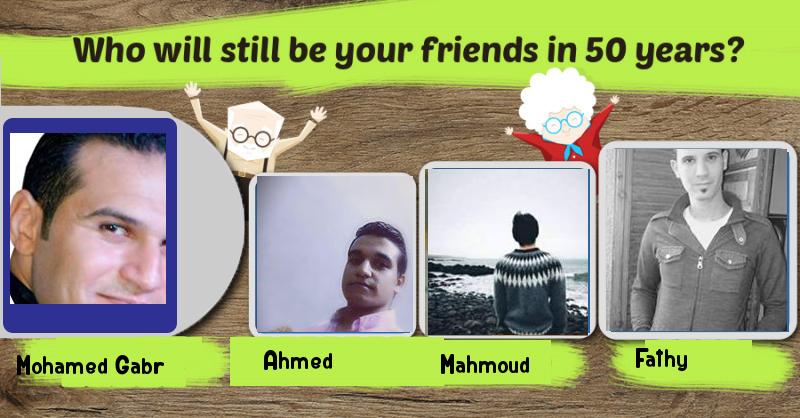 Who will still be your friends in 50 years?
Mohamed Gabr
Ahmed
Mahmoud
Fathy